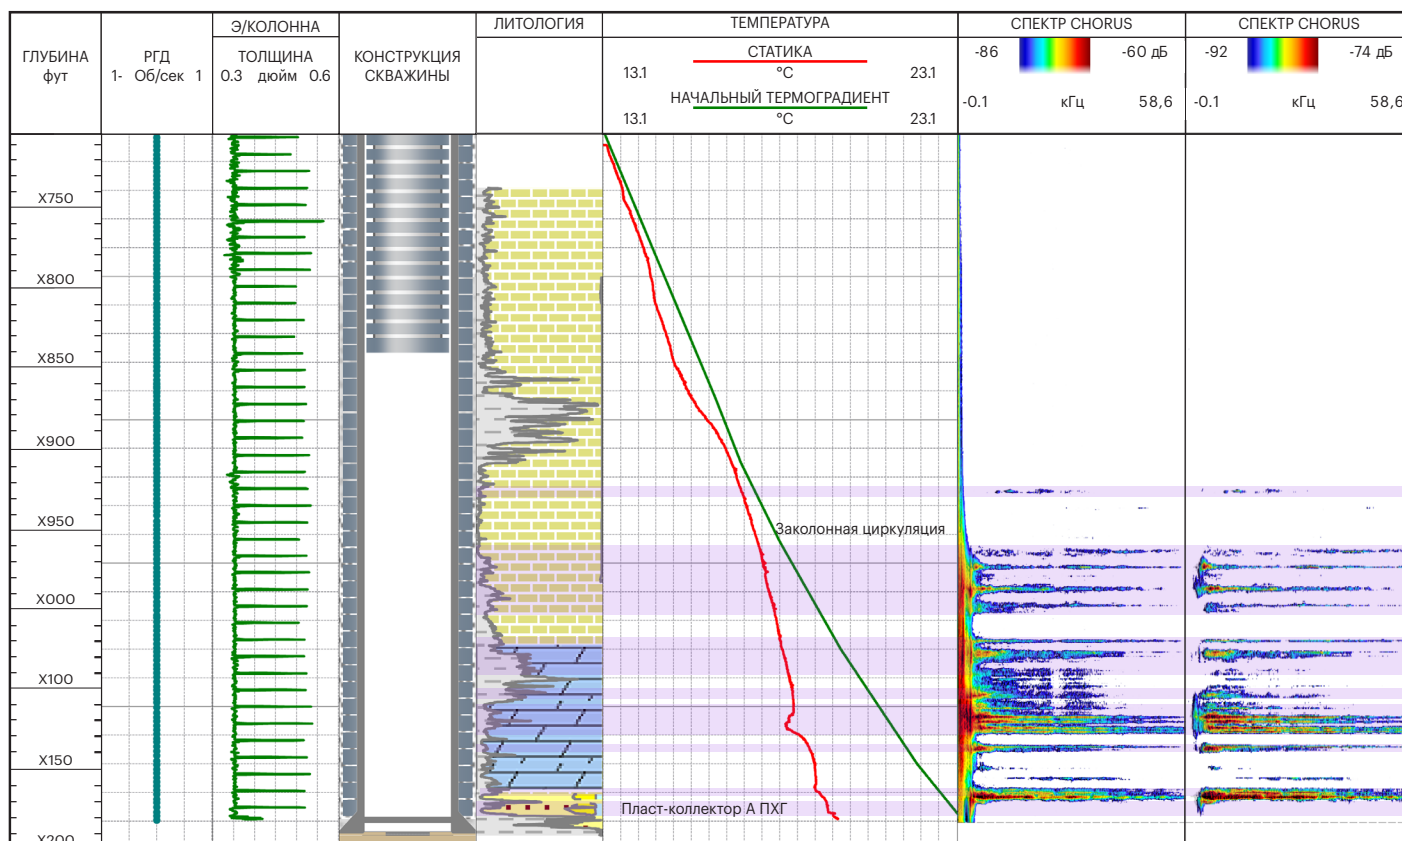 ГЛУБИНА
фут
РГД
1- Об/сек 1
Э/КОЛОННА
ТОЛЩИНА
0.3 дюйм 0.6
КОНСТРУКЦИЯ
СКВАЖИНЫ
ЛИТОЛОГИЯ
ТЕМПЕРАТУРА
СТАТИКА
13.1 °C 23.1
НАЧАЛЬНЫЙ ТЕРМОГРАДИЕНТ
13.1 °C 23.1
СПЕКТР CHORUS
-86 -60 дБ
-0.1 кГц 58,6
СПЕКТР CHORUS
-92 -74 дБ
-0.1 кГц 58,6
X750
X800
X850
X900
X950
X000
X100
X150
X200
Заколонная циркуляция
Пласт-коллектор А ПХГ